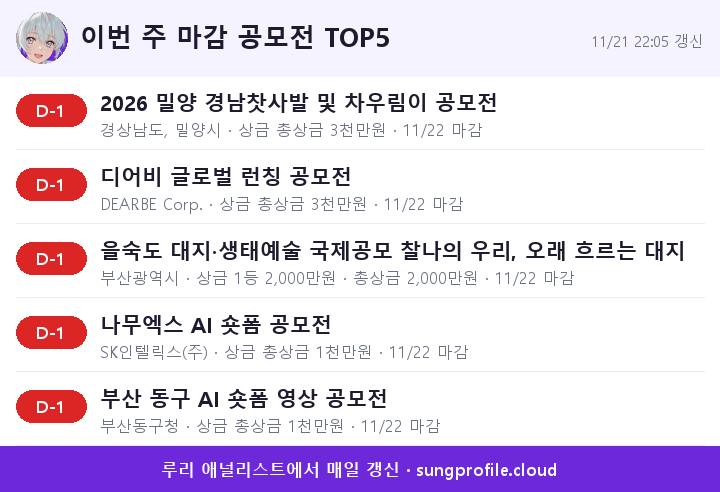 이번 주 마감 공모전 TOP5
11/21 22:05 갱신
D-1
2026 밀양 경남찻사발 및 차우림이 공모전
경상남도, 밀양시 · 상금 총상금 3천만원 · 11/22 마감
D-1
디어비 글로벌 런칭 공모전
DEARBE Corp. · 상금 총상금 3천만원 · 11/22 마감
D-1
을숙도 대지·생태예술 국제공모 찰나의 우리, 오래 흐르는 대지
부산광역시 · 상금 1등 2,000만원 · 총상금 2,000만원 · 11/22 마감
D-1
나무엑스 AI 숏폼 공모전
SK인텔릭스(주) · 상금 총상금 1천만원 · 11/22 마감
D-1
부산 동구 AI 숏폼 영상 공모전
부산동구청 · 상금 총상금 1천만원 · 11/22 마감
루리 애널리스트에서 매일 갱신 · sungprofile.cloud